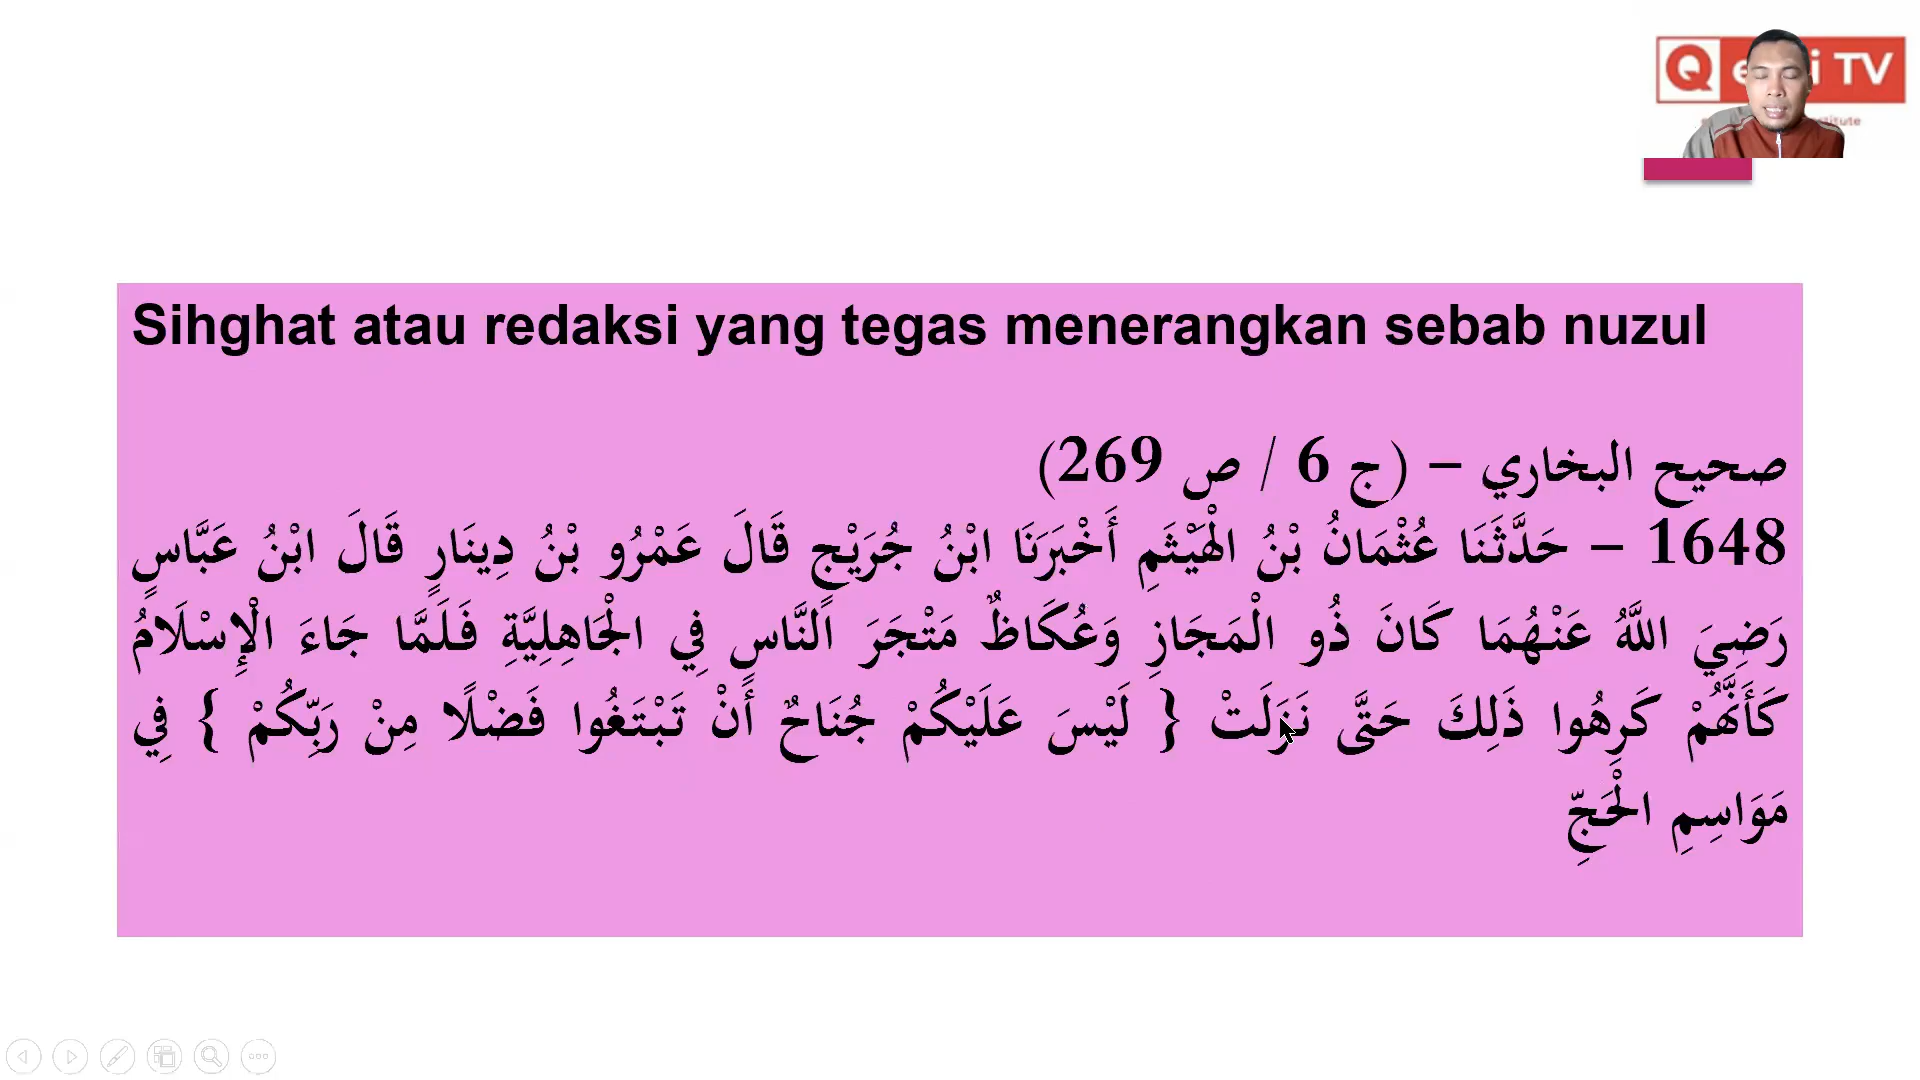 Q
TV
Sihghat atau redaksi yang tegas menerangkan sebab nuzul
صحيح البخاري – (ج 6 / ص 269)
1648 – حَدَّثَنَا عُثْمَانُ بْنُ الْهَيْثَمِ أَخْبَرَنَا ابْنُ جُرَيْجٍ قَالَ عَمْرُو بْنُ دِينَارٍ قَالَ ابْنُ عَبَّاسٍ
رَضِيَ اللَّهُ عَنْهُمَا كَانَ ذُو الْمَجَازِ وَعُكَاظٌ مَتْجَرَ النَّاسِ فِي الْجَاهِلِيَّةِ فَلَمَّا جَاءَ الْإِسْلَامُ
كَأَنَّهُمْ كَرِهُوا ذَلِكَ حَتَّى نَزَلَتْ { لَيْسَ عَلَيْكُمْ جُنَاحٌ أَنْ تَبْتَغُوا فَضْلًا مِنْ رَبِّكُمْ } فِي
مَوَاسِمِ الْحَجِّ